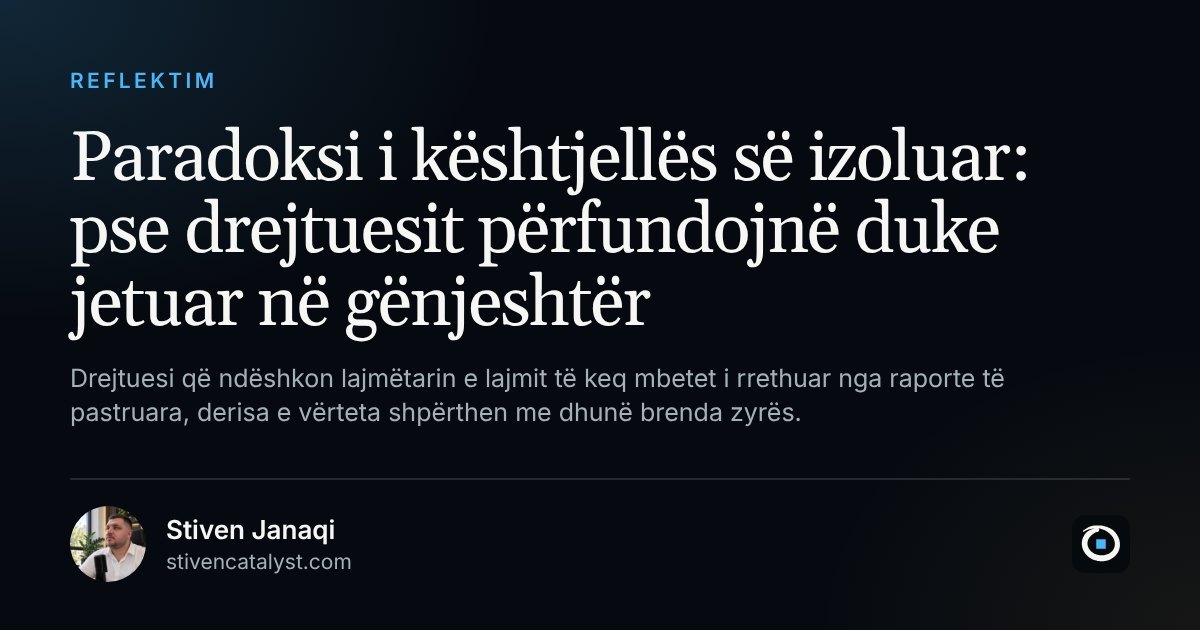 REFLEKTIM
Paradoksi i kështjellës së izoluar:
pse drejtuesit përfundojnë duke
jetuar në gënjeshtër
Drejtuesi që ndëshkon lajmëtarin e lajmit të keq mbetet i rrethuar nga raporte të
pastruara, derisa e vërteta shpërthen me dhunë brenda zyrës.
Stiven Janaqi
stivencatalyst.com